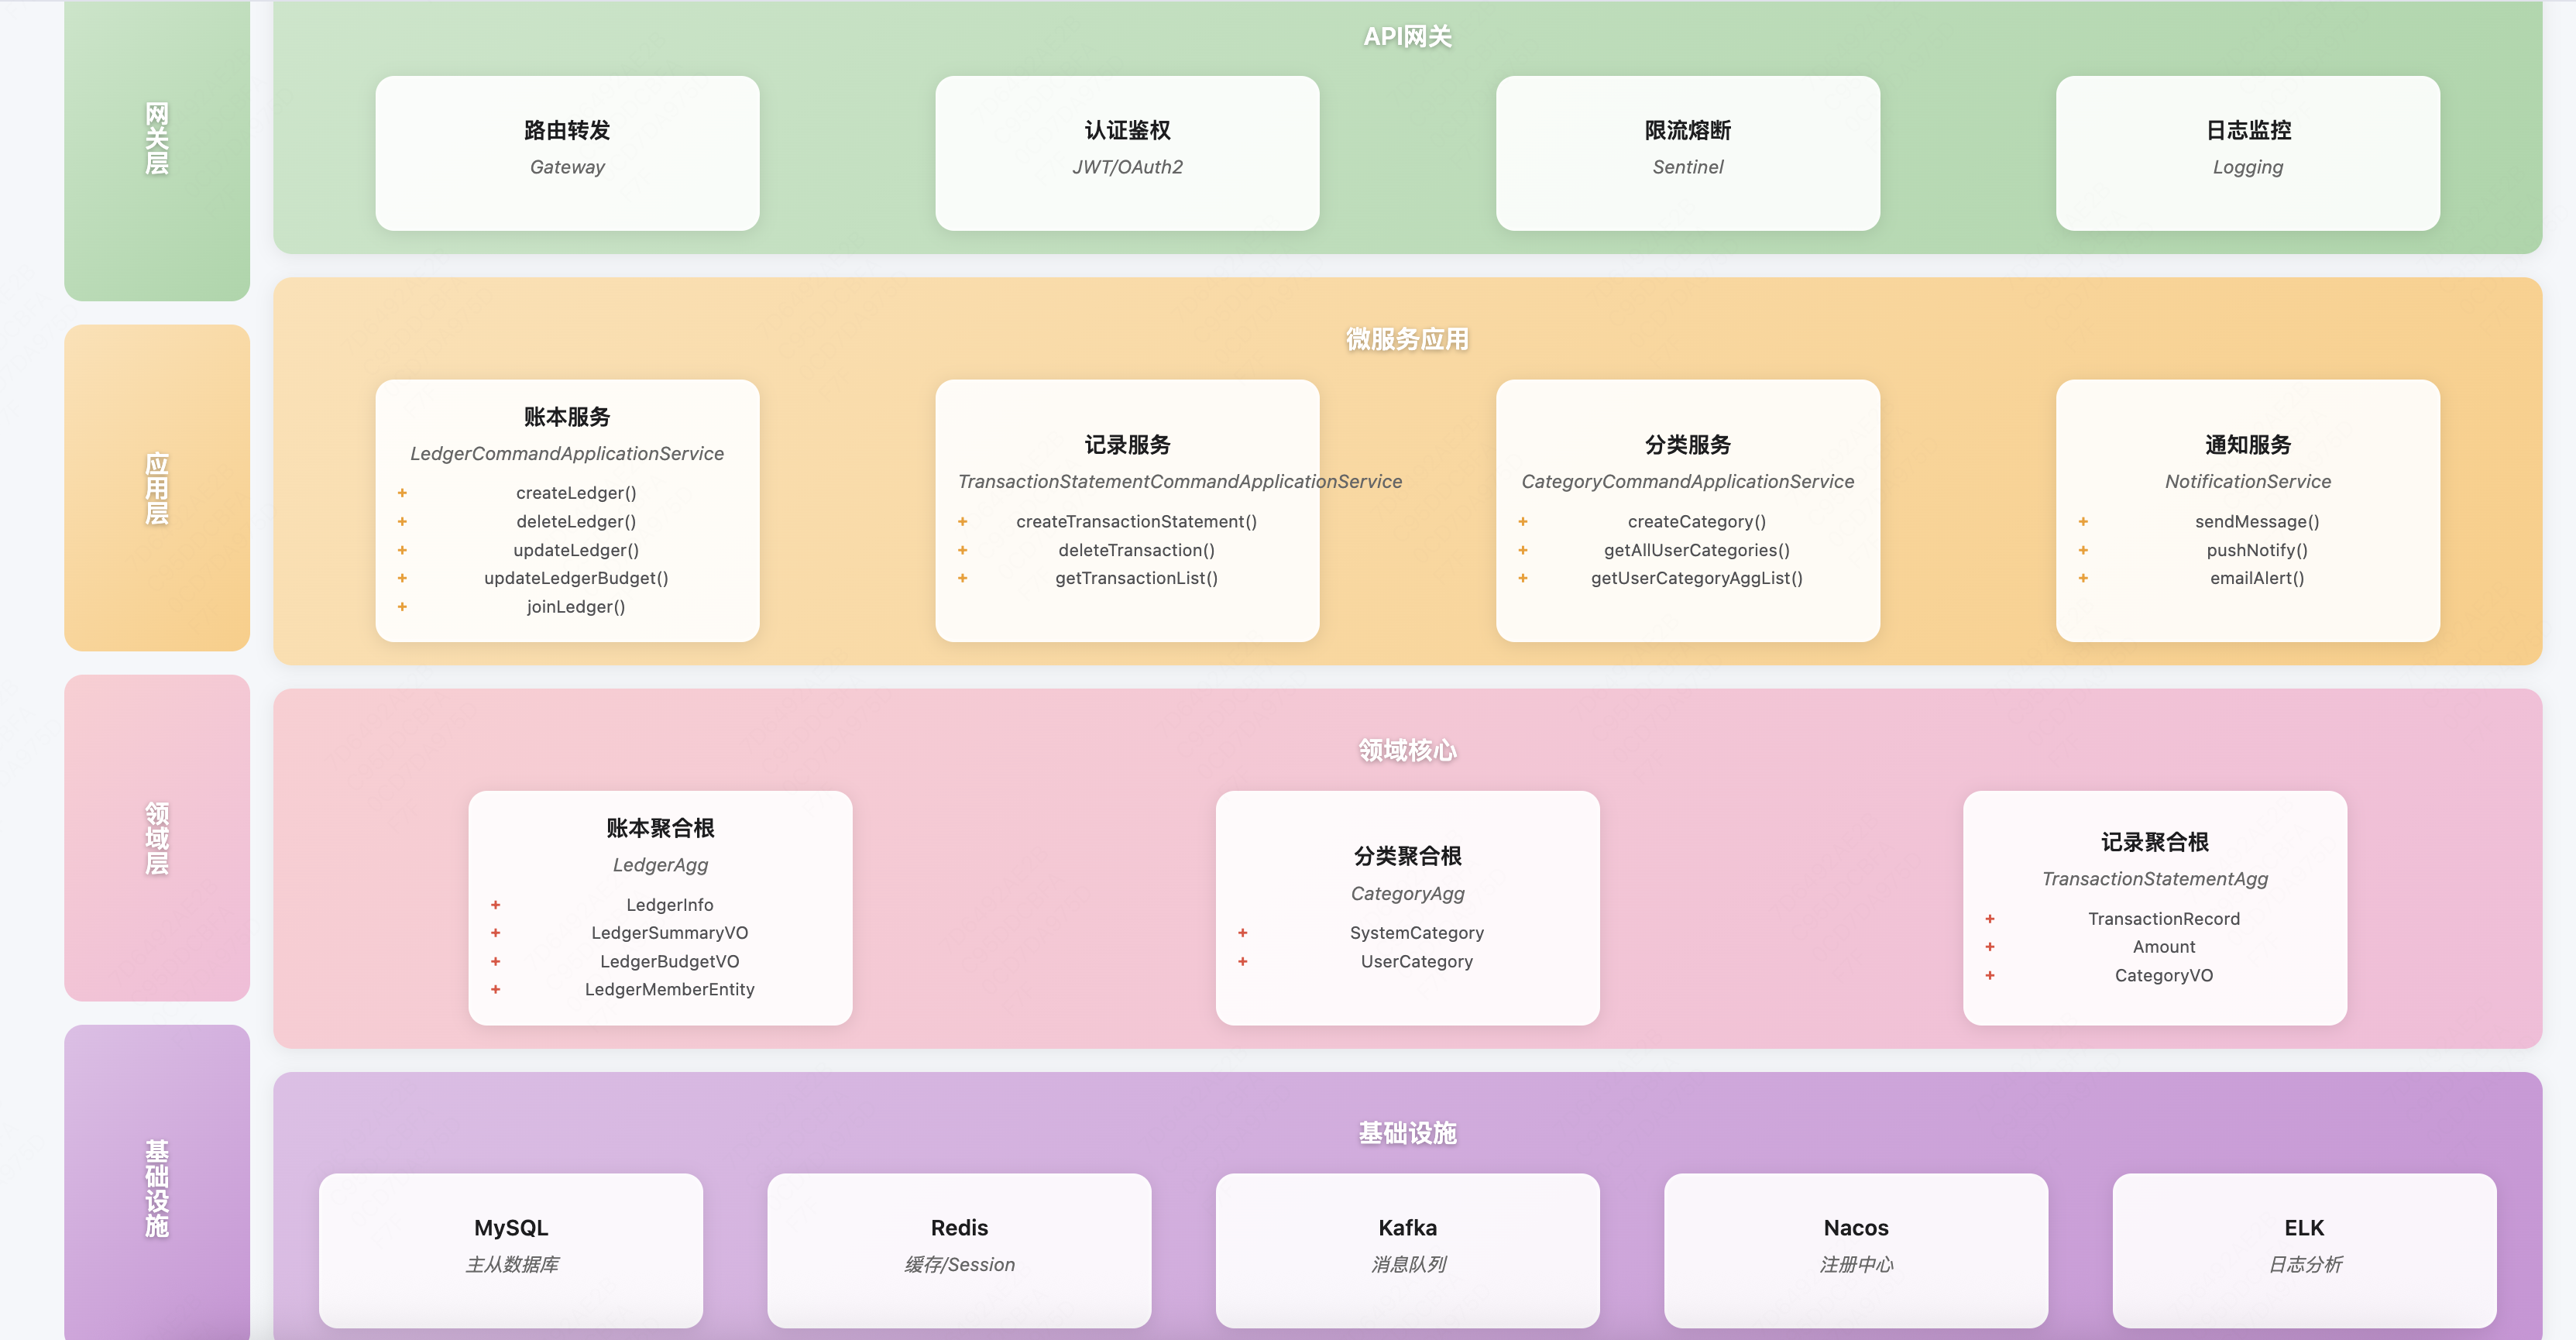 网关层
API网关
路由转发
Gateway
认证鉴权
JWT/OAuth2
限流熔断
Sentinel
日志监控
Logging
应用层
微服务应用
账本服务
LedgerCommandApplicationService
+ createLedger()
+ deleteLedger()
+ updateLedger()
+ updateLedgerBudget()
+ joinLedger()
记录服务
TransactionStatementCommandApplicationService
+ createTransactionStatement()
+ deleteTransaction()
+ getTransactionList()
分类服务
CategoryCommandApplicationService
+ createCategory()
+ getAllUserCategories()
+ getUserCategoryAggList()
通知服务
NotificationService
+ sendMessage()
+ pushNotify()
+ emailAlert()
领域层
领域核心
账本聚合根
LedgerAgg
+ LedgerInfo
+ LedgerSummaryVO
+ LedgerBudgetVO
+ LedgerMemberEntity
分类聚合根
CategoryAgg
+ SystemCategory
+ UserCategory
记录聚合根
TransactionStatementAgg
+ TransactionRecord
+ Amount
+ CategoryVO
基础设施
基础设施
MySQL
主从数据库
Redis
缓存/Session
Kafka
消息队列
Nacos
注册中心
ELK
日志分析